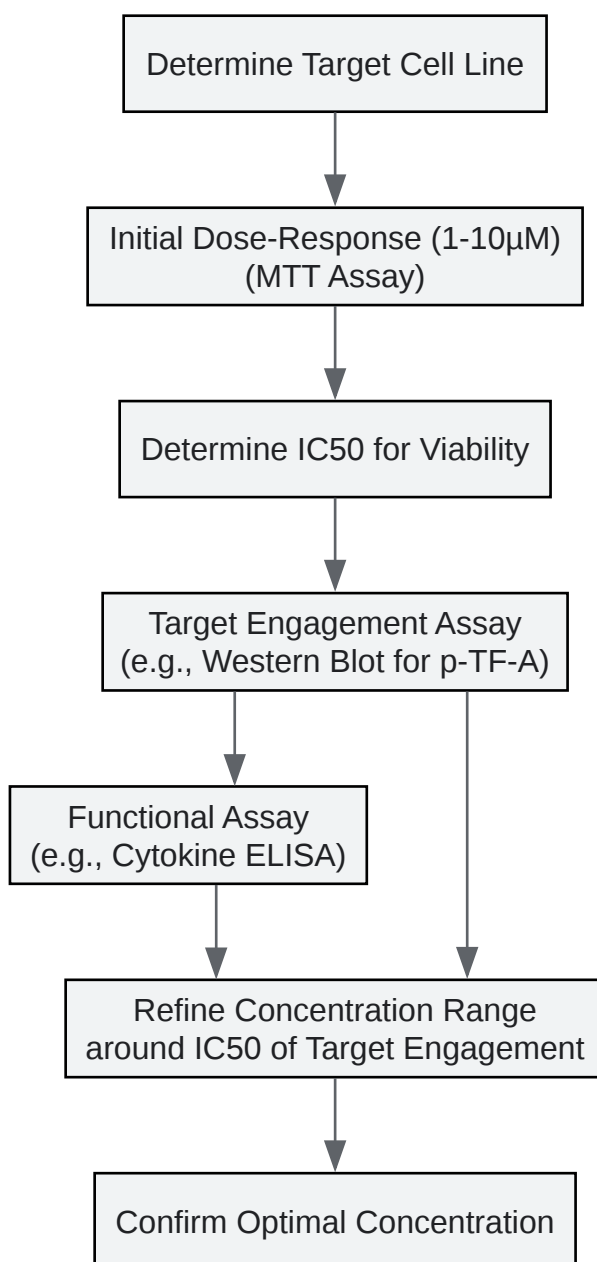 Determine Target Cell Line
Initial Dose-Response (1-10µM)
(MTT Assay)
Determine IC50 for Viability
Target Engagement Assay
(e.g., Western Blot for p-TF-A)
Functional Assay
(e.g., Cytokine ELISA)
Refine Concentration Range
around IC50 of Target Engagement
Confirm Optimal Concentration